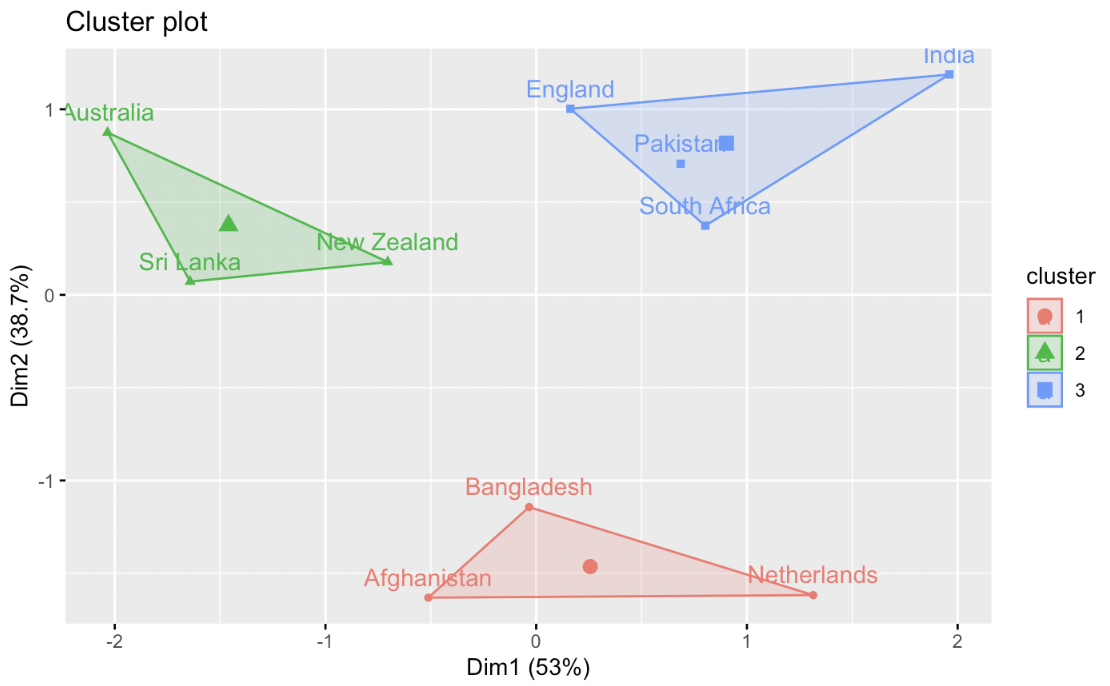 Cluster plot
India
England
Australia
Pakistan
South Africa
New Zealand
Sri Lanka
Bangladesh
Afghanistan
Netherlands
1
0
-1
-2
-1
0
1
2
Dim1 (53%)
Dim2 (38.7%)
cluster
1
2
3